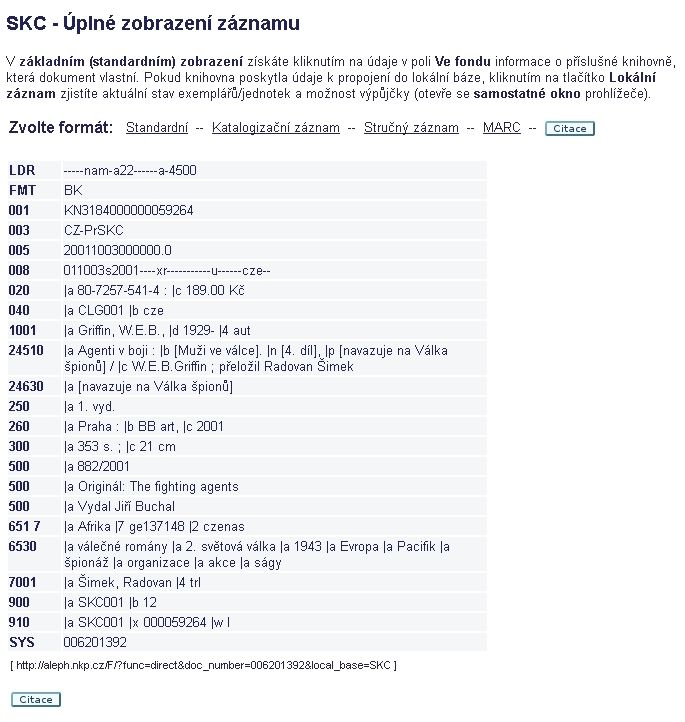 SKC - Úplné zobrazení záznamu
V základním (standardním) zobrazení získáte kliknutím na údaje v poli Ve fondu informace o příslušné knihovně,
která dokument vlastní. Pokud knihovna poskytla údaje k propojení do lokální báze, kliknutím na tlačítko Lokální
záznam zjistíte aktuální stav exemplářů/jednotek a možnost výpůjčky (otevře se samostatné okno prohlížeče).
Zvolte formát: Standardní -- Katalogizační záznam -- Stručný záznam -- MARC -- Citace
LDR -----nam-a22------a-4500
FMT BK
001 KN3184000000059264
003 CZ-PrSKC
005 20011003000000.0
008 011003s2001----xr-----------u------cze--
020 |a 80-7257-541-4 : |c 189.00 Kč
040 |a CLG001 |b cze
1001 |a Griffin, W.E.B., |d 1929- |4 aut
24510 |a Agenti v boji : |b [Muži ve válce]. |n [4. díl], |p [navazuje na Válka
špionů] / |c W.E.B.Griffin ; přeložil Radovan Šimek
24630 |a [navazuje na Válka špionů]
250 |a 1. vyd.
260 |a Praha : |b BB art, |c 2001
300 |a 353 s. ; |c 21 cm
500 |a 882/2001
500 |a Originál: The fighting agents
500 |a Vydal Jiří Buchal
651 7 |a Afrika |7 ge137148 |2 czenas
6530 |a válečné romány |a 2. světová válka |a 1943 |a Evropa |a Pacifik |a
špionáž |a organizace |a akce |a ságy
7001 |a Šimek, Radovan |4 trl
900 |a SKC001 |b 12
910 |a SKC001 |x 000059264 |w l
SYS 006201392
[ http://aleph.nkp.cz/F/?func=direct&doc_number=006201392&local_base=SKC ]
Citace